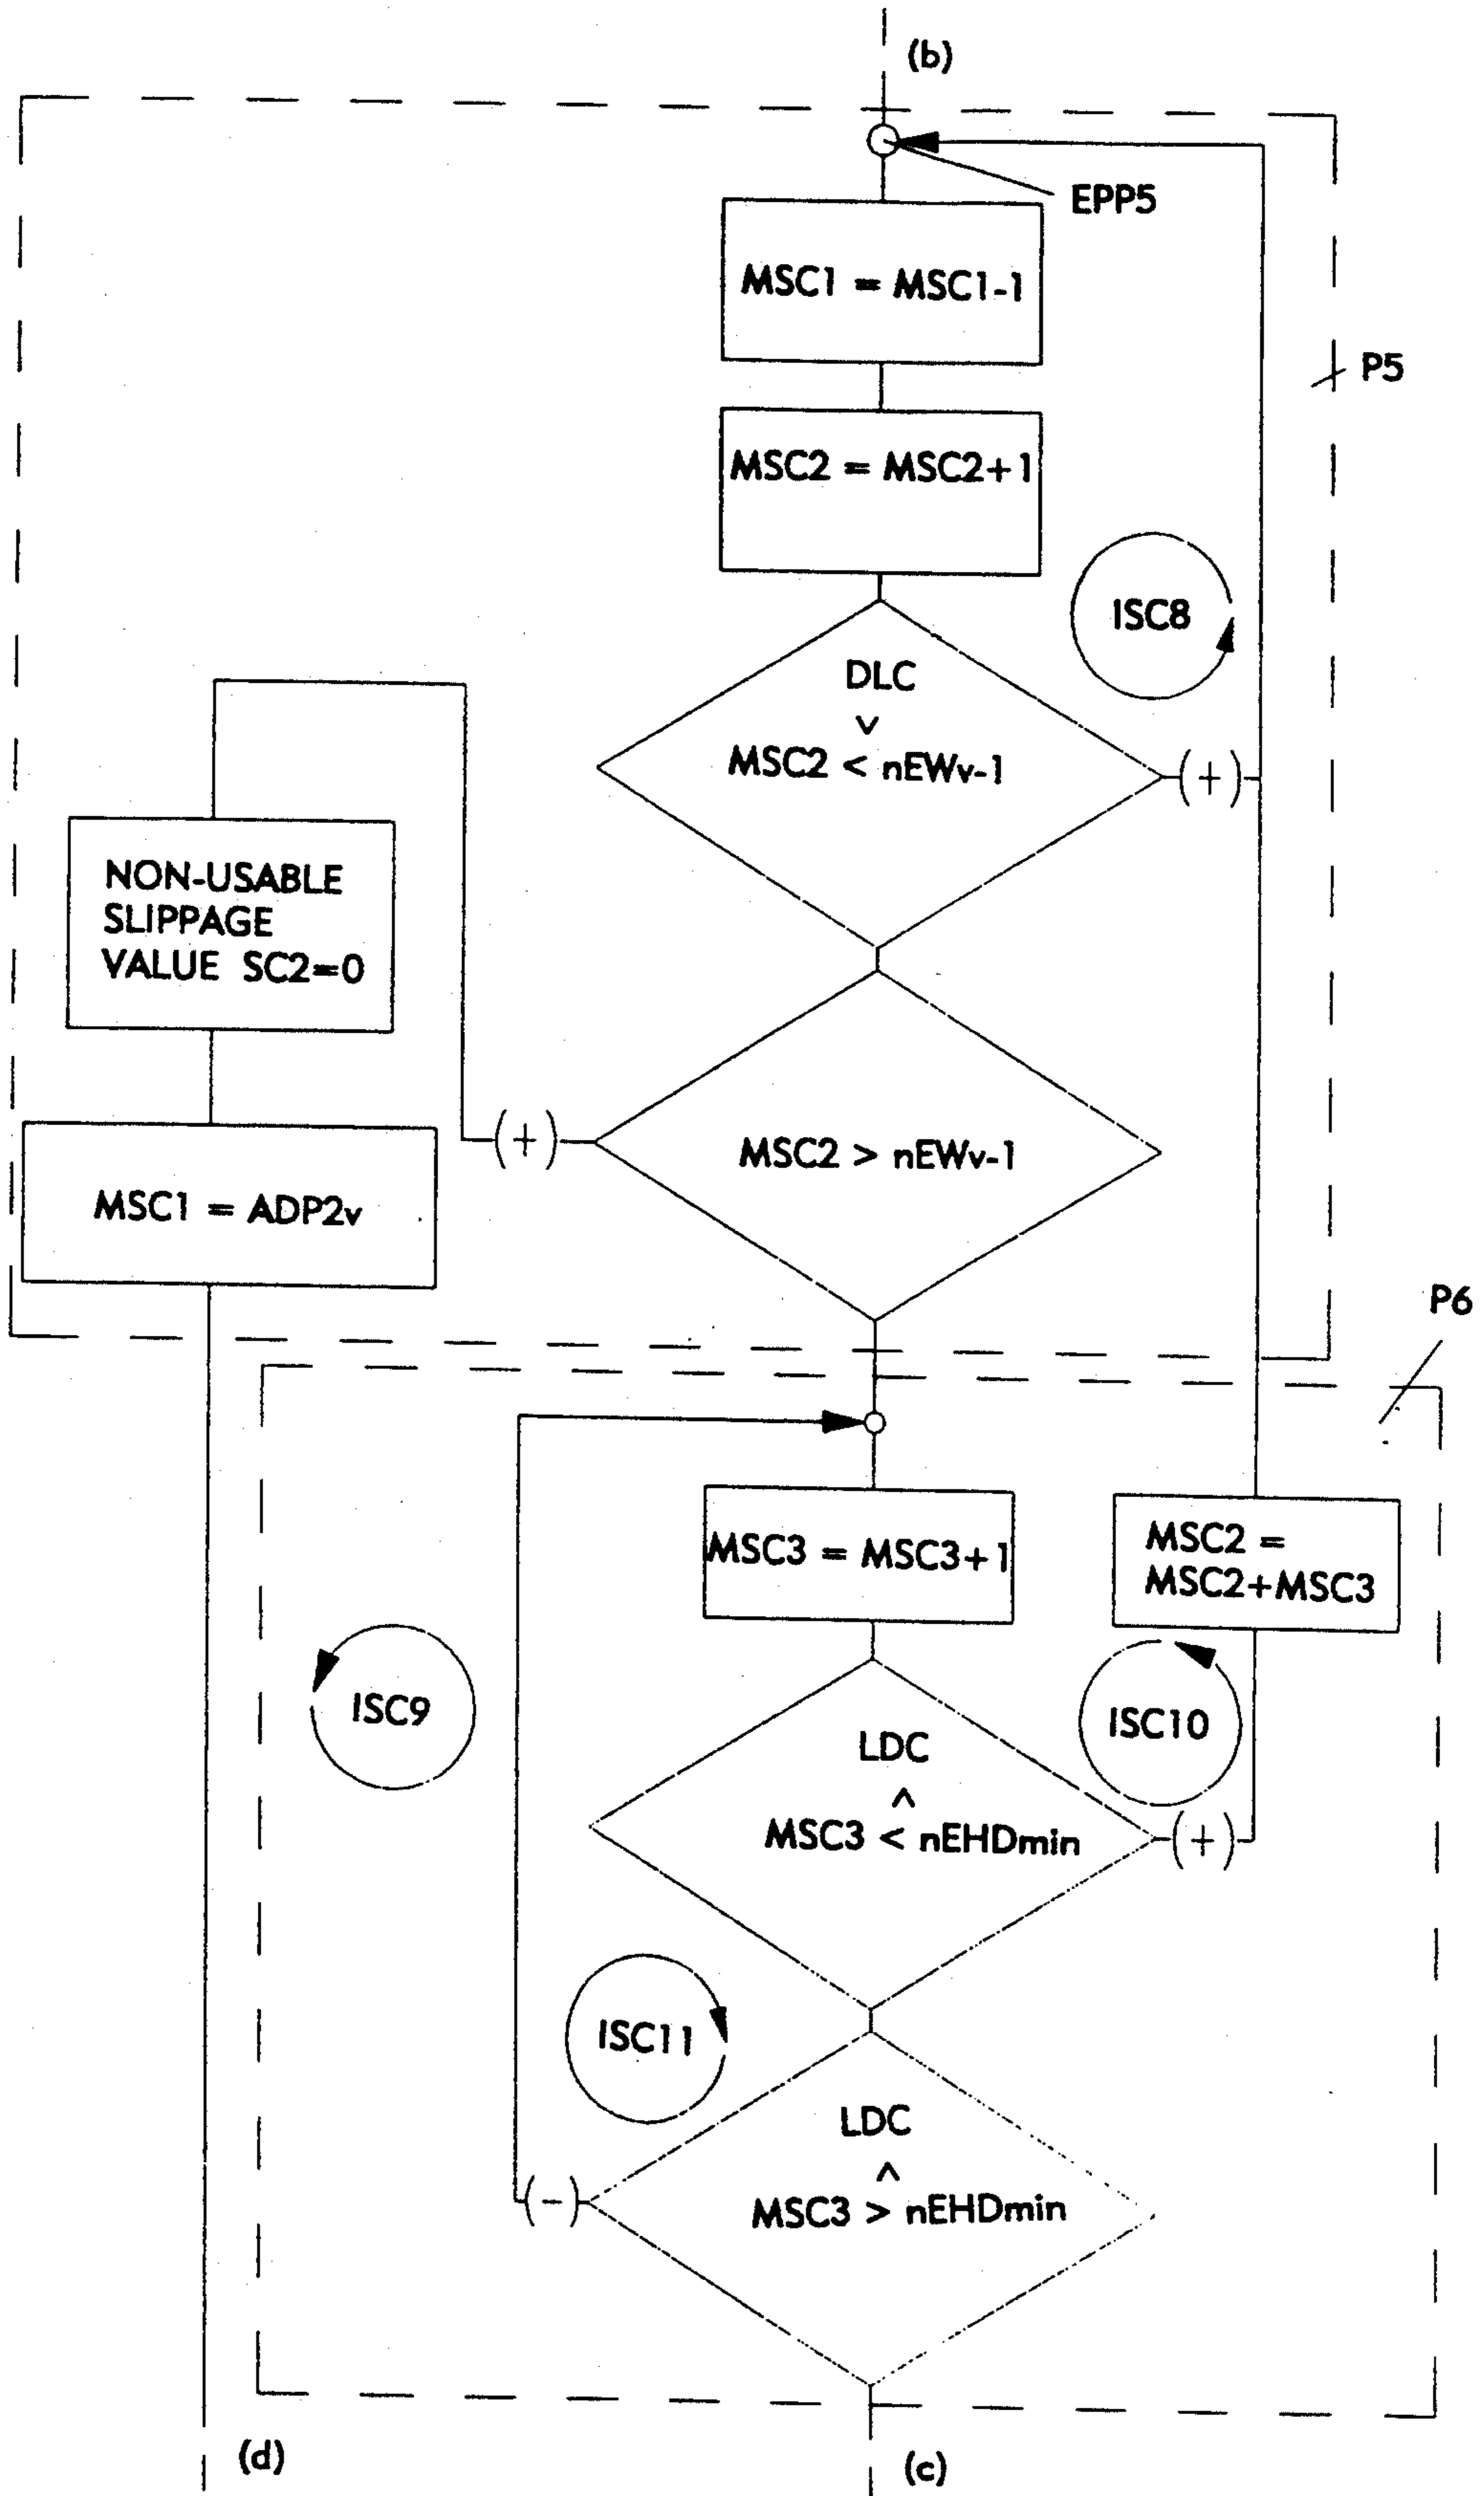 (b)
EPP5
MSC1 = MSC1-1
P5
MSC2 = MSC2+1
ISC8
DLC
v
MSC2 < nEWv-1
(+)
NON-USABLE
SLIPPAGE
VALUE SC2=0
(+)
MSC2 > nEWv-1
MSC1 = ADP2v
P6
MSC3 = MSC3+1
MSC2 =
MSC2+MSC3
ISC9
ISC10
LDC
^
MSC3 < nEHDmin
(+)
ISC11
LDC
^
MSC3 > nEHDmin
(-)
(d)
(c)